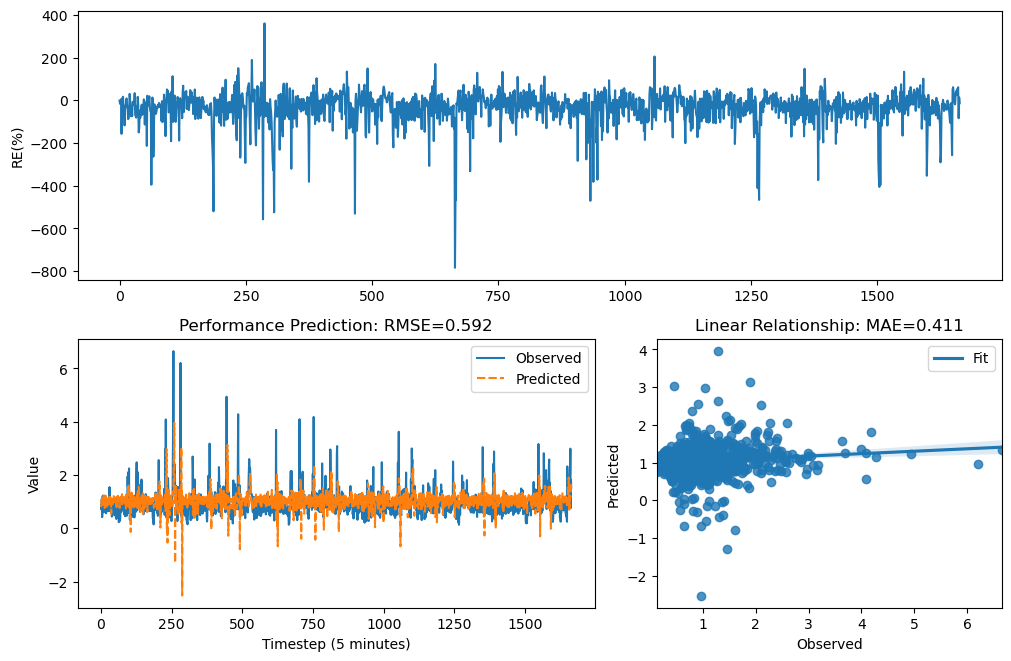 RE(%)
400
200
0
−200
−400
−600
−800
0 250 500 750 1000 1250 1500
Performance Prediction: RMSE=0.592
Value
6
4
2
0
−2
Observed
Predicted
0 250 500 750 1000 1250 1500
Timestep (5 minutes)
Linear Relationship: MAE=0.411
Predicted
4
3
2
1
0
−1
−2
Fit
1 2 3 4 5 6
Observed